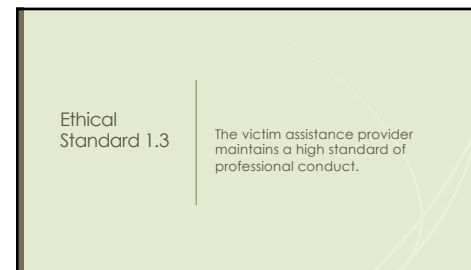 Ethical
Standard 1.3
The victim assistance provider
maintains a high standard of
professional conduct.